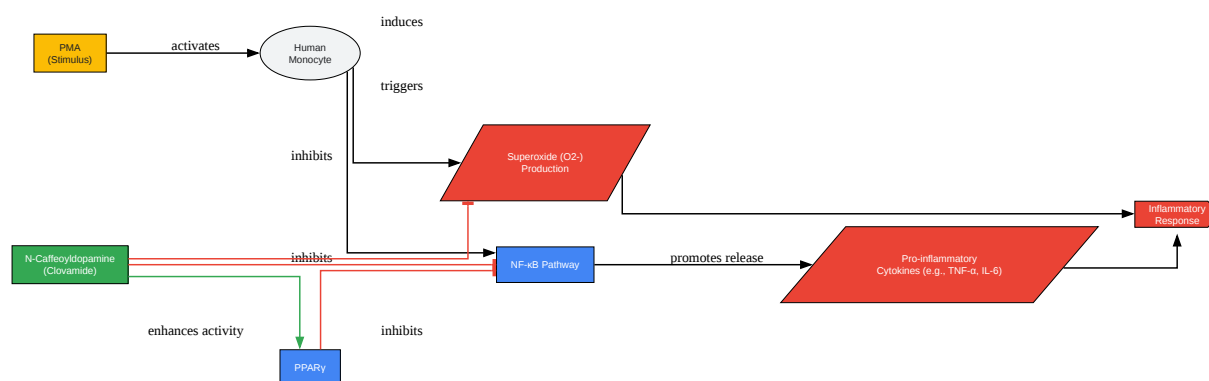 induces
PMA
(Stimulus)
activates
Human
Monocyte
triggers
inhibits
Superoxide (O2-)
Production
Inflammatory
Response
N-Caffeoyldopamine
(Clovamide)
inhibits
NF-κB Pathway
promotes release
Pro-inflammatory
Cytokines (e.g., TNF-α, IL-6)
enhances activity
inhibits
PPARγ